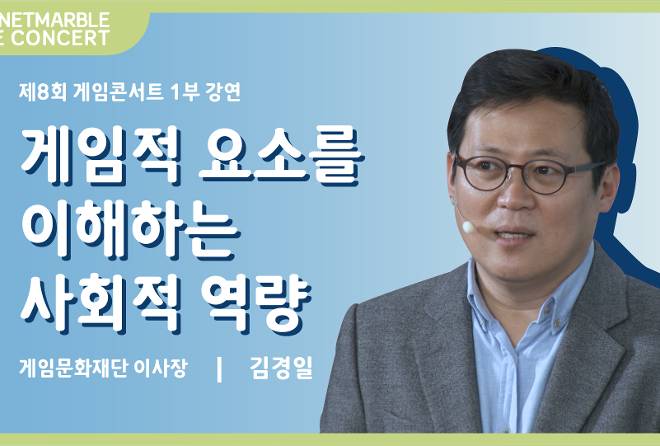 NETMARBLE
E CONCERT
제8회 게임콘서트 1부 강연
게임적 요소를
이해하는
사회적 역량
게임문화재단 이사장 | 김경일